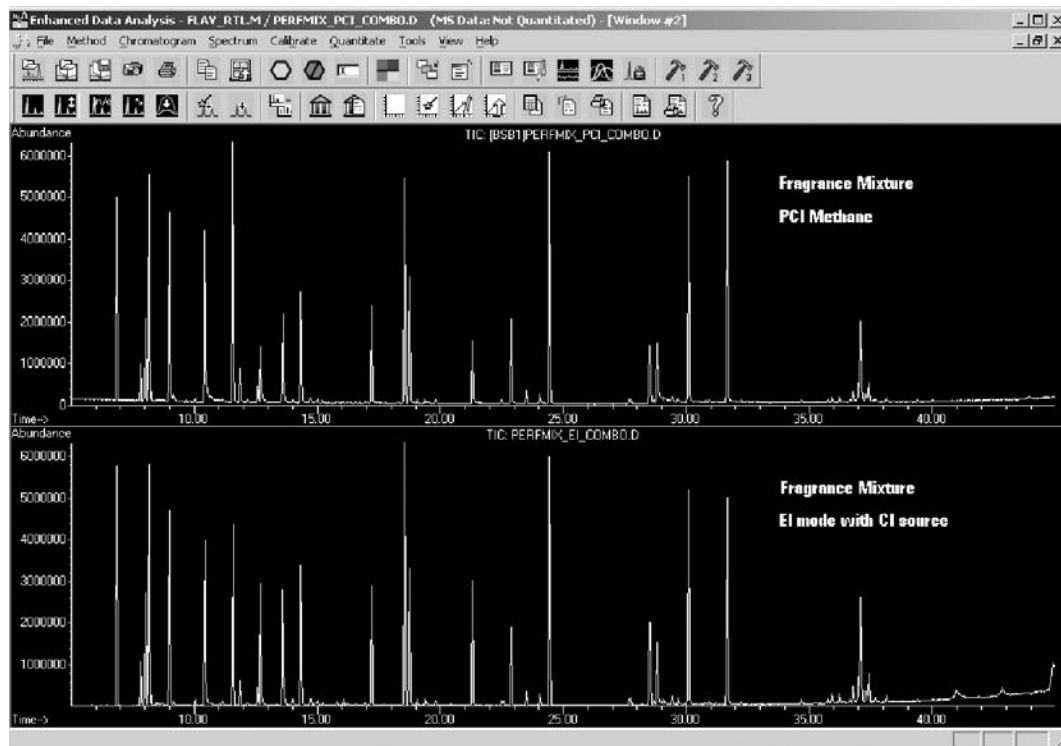 Enhanced Data Analysis - FLAV_RTL.M / PERFMIX_PCI_COMBO.D (MS Data: Not Quantitated) - [Window #2]
File Method Chromatogram Spectrum Calibrate Quantitate Tools View Help
Abundance
TIC: [BSB1]PERFMIX_PCI_COMBO.D
6000000
Fragrance Mixture
5000000
PCI Methane
4000000
3000000
2000000
1000000
0
Time--> 10.00 15.00 20.00 25.00 30.00 35.00 40.00
Abundance
TIC: PERFMIX_EI_COMBO.D
6000000
Fragrance Mixture
5000000
EI mode with CI source
4000000
3000000
2000000
1000000
Time--> 10.00 15.00 20.00 25.00 30.00 35.00 40.00